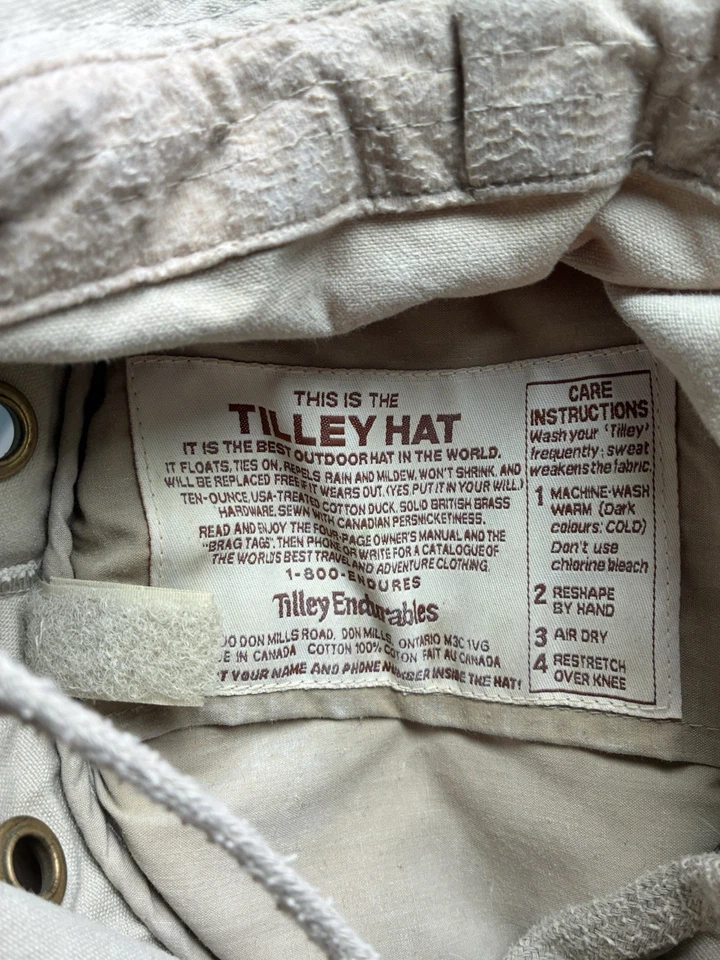 THIS IS THE
TILLEY HAT
IT IS THE BEST OUTDOOR HAT IN THE WORLD.
IT FLOATS, TIES ON, REPELS RAIN AND MILDEW, WON'T SHRINK, AND
WILL BE REPLACED FREE IF IT WEARS OUT. (YES, PUT IT IN YOUR WILL.)
TEN-OUNCE, USA-TREATED, COTTON DUCK, SOLID BRITISH BRASS
HARDWARE, SEWN WITH CANADIAN PERSNICKETINESS.
READ AND ENJOY THE FOUR-PAGE OWNER'S MANUAL AND THE
"BRAG TAGS". THEN PHONE OR WRITE FOR A CATALOGUE OF
THE WORLD'S BEST TRAVEL AND ADVENTURE CLOTHING.
1-800-ENDURES
Tilley Endurables
00 DON MILLS ROAD, DON MILLS, ONTARIO M3C 1V6
E IN CANADA COTTON 100% COTON FAIT AU CANADA
T YOUR NAME AND PHONE NUMBER INSIDE THE HAT!
CARE
INSTRUCTIONS
Wash your 'Tilley'
frequently: sweat
weakens the fabric.
1 MACHINE-WASH
WARM (Dark
colours: COLD)
Don't use
chlorine bleach
2 RESHAPE
BY HAND
3 AIR DRY
4 RESTRETCH
OVER KNEE